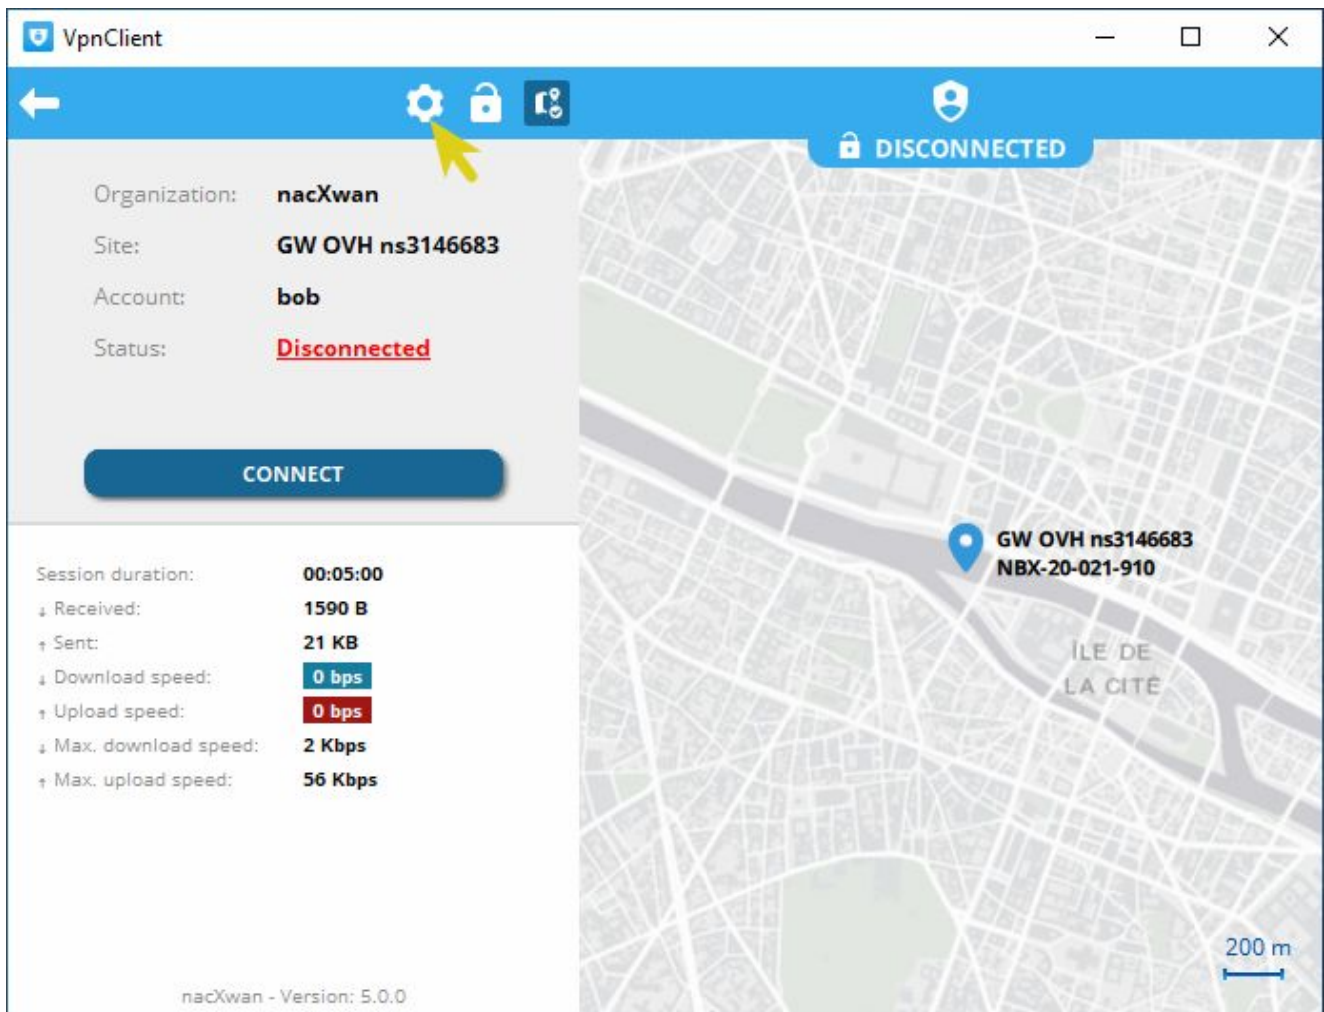 VpnClient
DISCONNECTED
Organization: nacXwan
Site: GW OVH ns3146683
Account: bob
Status: Disconnected
CONNECT
Session duration: 00:05:00
↓ Received: 1590 B
↑ Sent: 21 KB
↓ Download speed: 0 bps
↑ Upload speed: 0 bps
↓ Max. download speed: 2 Kbps
↑ Max. upload speed: 56 Kbps
nacXwan - Version: 5.0.0
GW OVH ns3146683
NBX-20-021-910
ÎLE DE
LA CITÉ
200 m